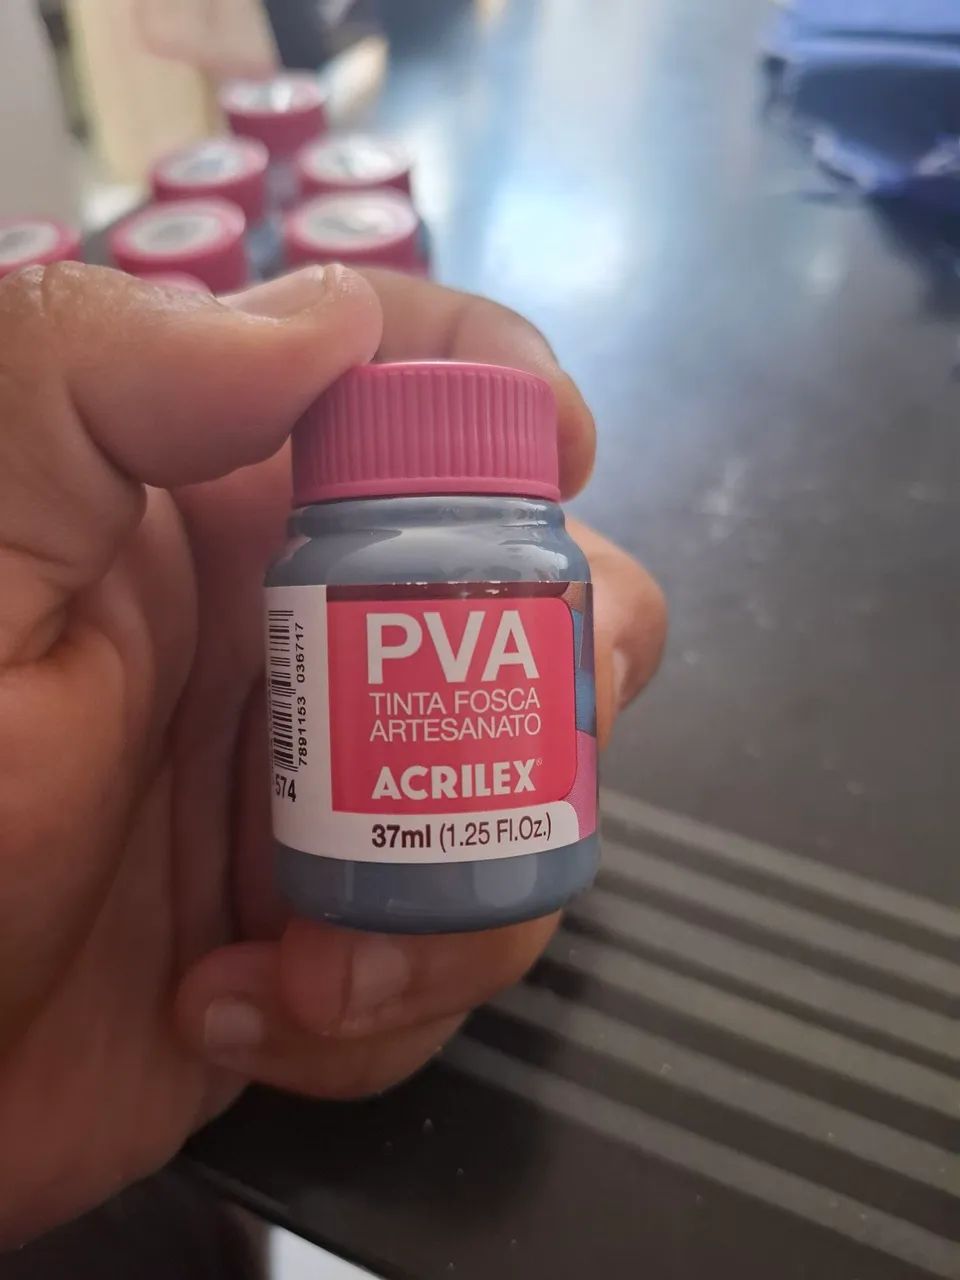 PVA
TINTA FOSCA
ARTESANATO
ACRILEX®
37ml (1.25 Fl.Oz.)
7891153 036717
574